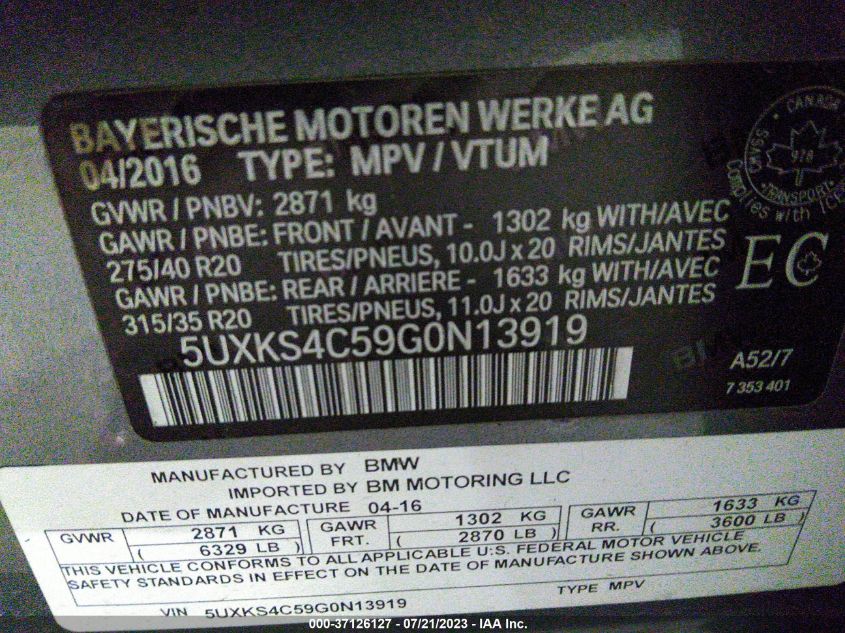 BAYERISCHE MOTOREN WERKE AG
04/2016 TYPE: MPV / VTUM
GVWR / PNBV: 2871 kg
GAWR / PNBE: FRONT / AVANT - 1302 kg WITH/AVEC
275/40 R20 TIRES/PNEUS, 10.0J x 20 RIMS/JANTES
GAWR / PNBE: REAR / ARRIERE - 1633 kg WITH/AVEC
315/35 R20 TIRES/PNEUS, 11.0J x 20 RIMS/JANTES
5UXKS4C59G0N13919
CANADA
TRANSPORT
Complies with
EC
A52/7
7 353 401
MANUFACTURED BY BMW
IMPORTED BY BM MOTORING LLC
DATE OF MANUFACTURE 04-16
GVWR 2871 KG ( 6329 LB ) GAWR FRT. 1302 KG ( 2870 LB ) GAWR RR. 1633 KG ( 3600 LB )
THIS VEHICLE CONFORMS TO ALL APPLICABLE U.S. FEDERAL MOTOR VEHICLE
SAFETY STANDARDS IN EFFECT ON THE DATE OF MANUFACTURE SHOWN ABOVE.
VIN 5UXKS4C59G0N13919 TYPE MPV
000-37126127 - 07/21/2023 - IAA Inc.